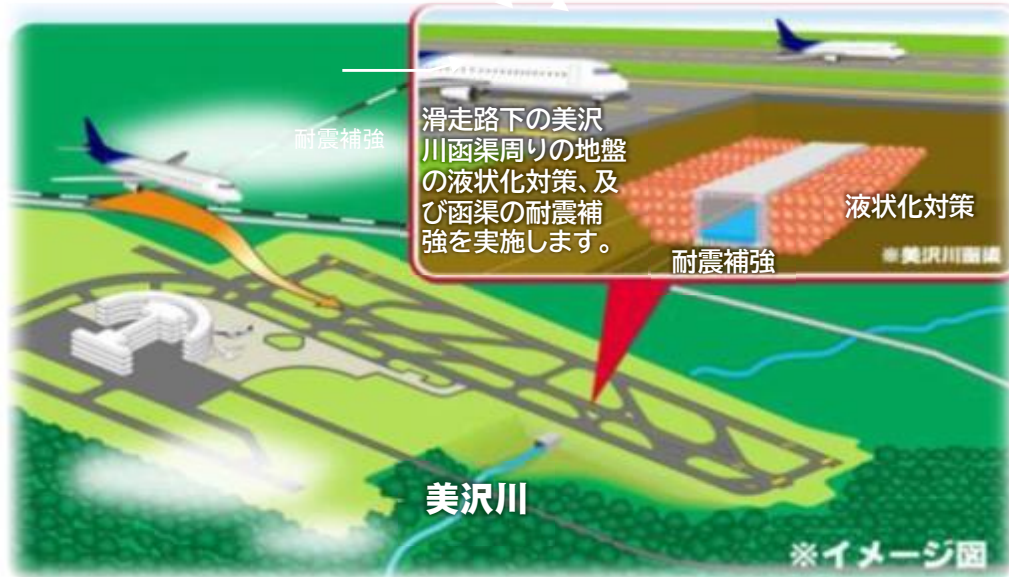 耐震補強
滑走路下の美沢
川函渠周りの地盤
の液状化対策、及
び函渠の耐震補
強を実施します。
液状化対策
耐震補強
※美沢川函渠
美沢川
※イメージ図